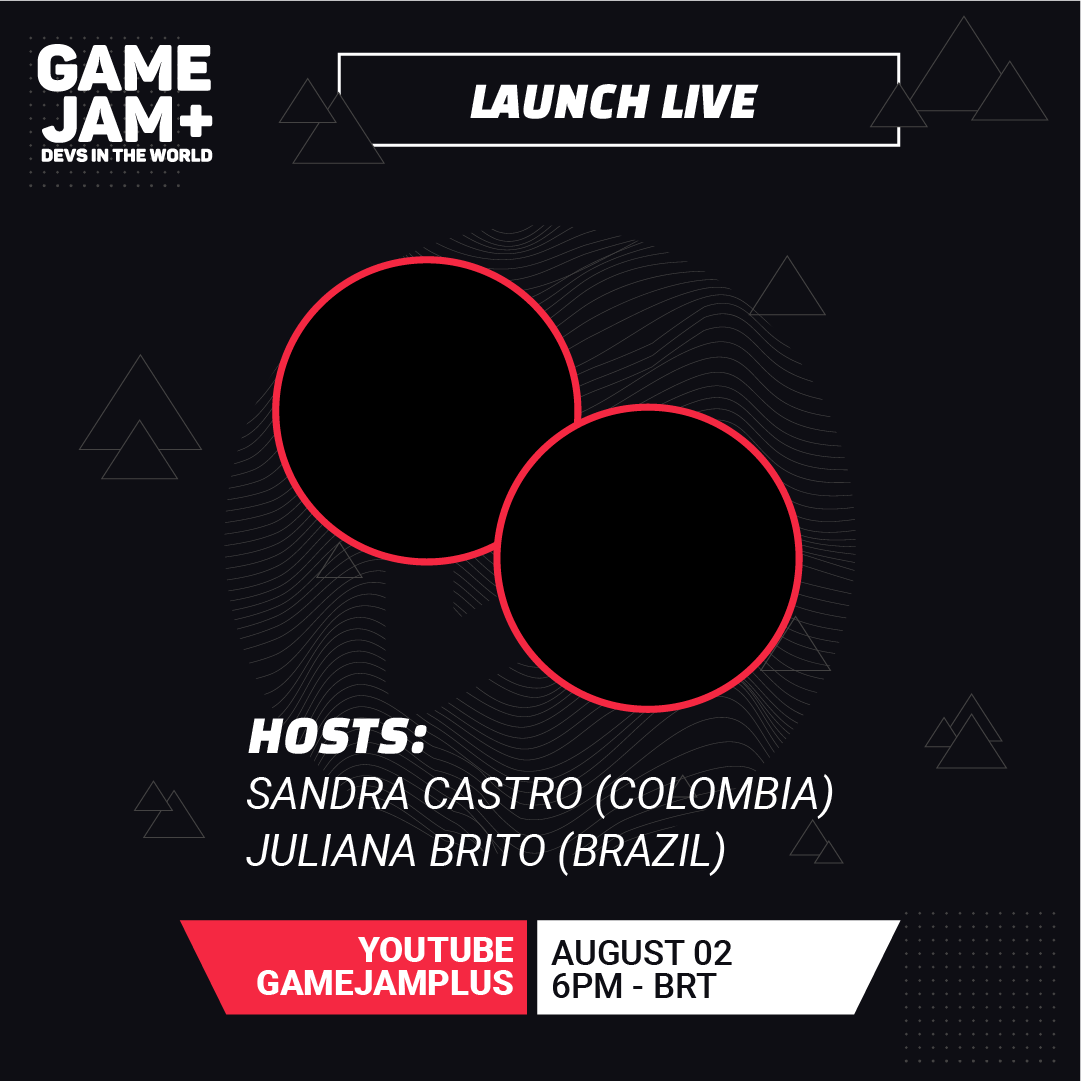 GAME
JAM+
DEVS IN THE WORLD
LAUNCH LIVE
HOSTS:
SANDRA CASTRO (COLOMBIA)
JULIANA BRITO (BRAZIL)
YOUTUBE
GAMEJAMPLUS
AUGUST 02
6PM - BRT